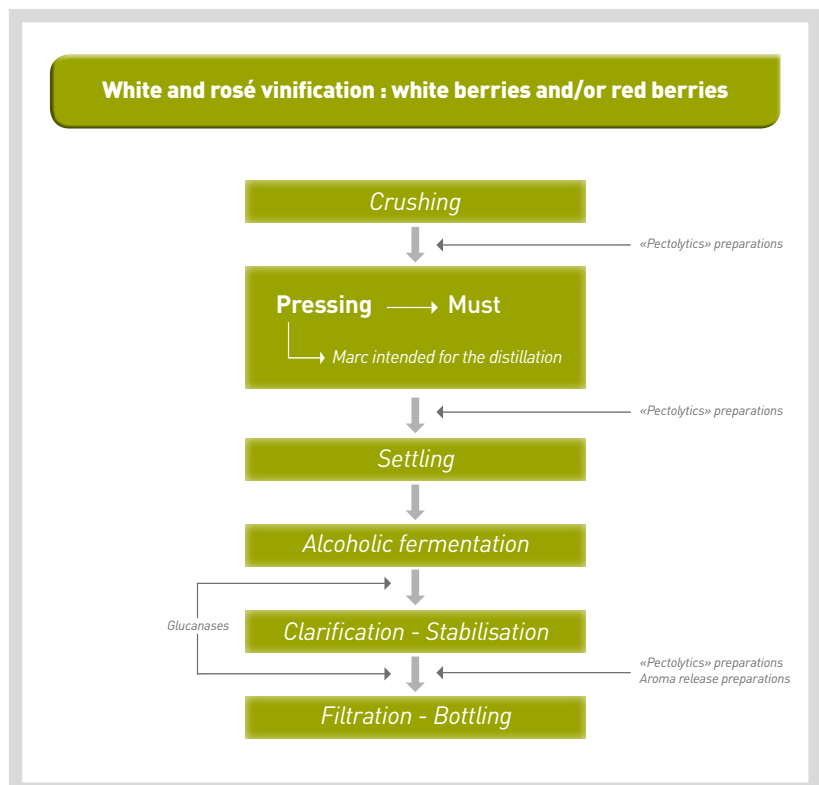 White and rosé vinification : white berries and/or red berries
Crushing
«Pectolytics» preparations
Pressing Must
Marc intended for the distillation
«Pectolytics» preparations
Settling
Alcoholic fermentation
Glucanases
Clarification - Stabilisation
«Pectolytics» preparations
Aroma release preparations
Filtration - Bottling